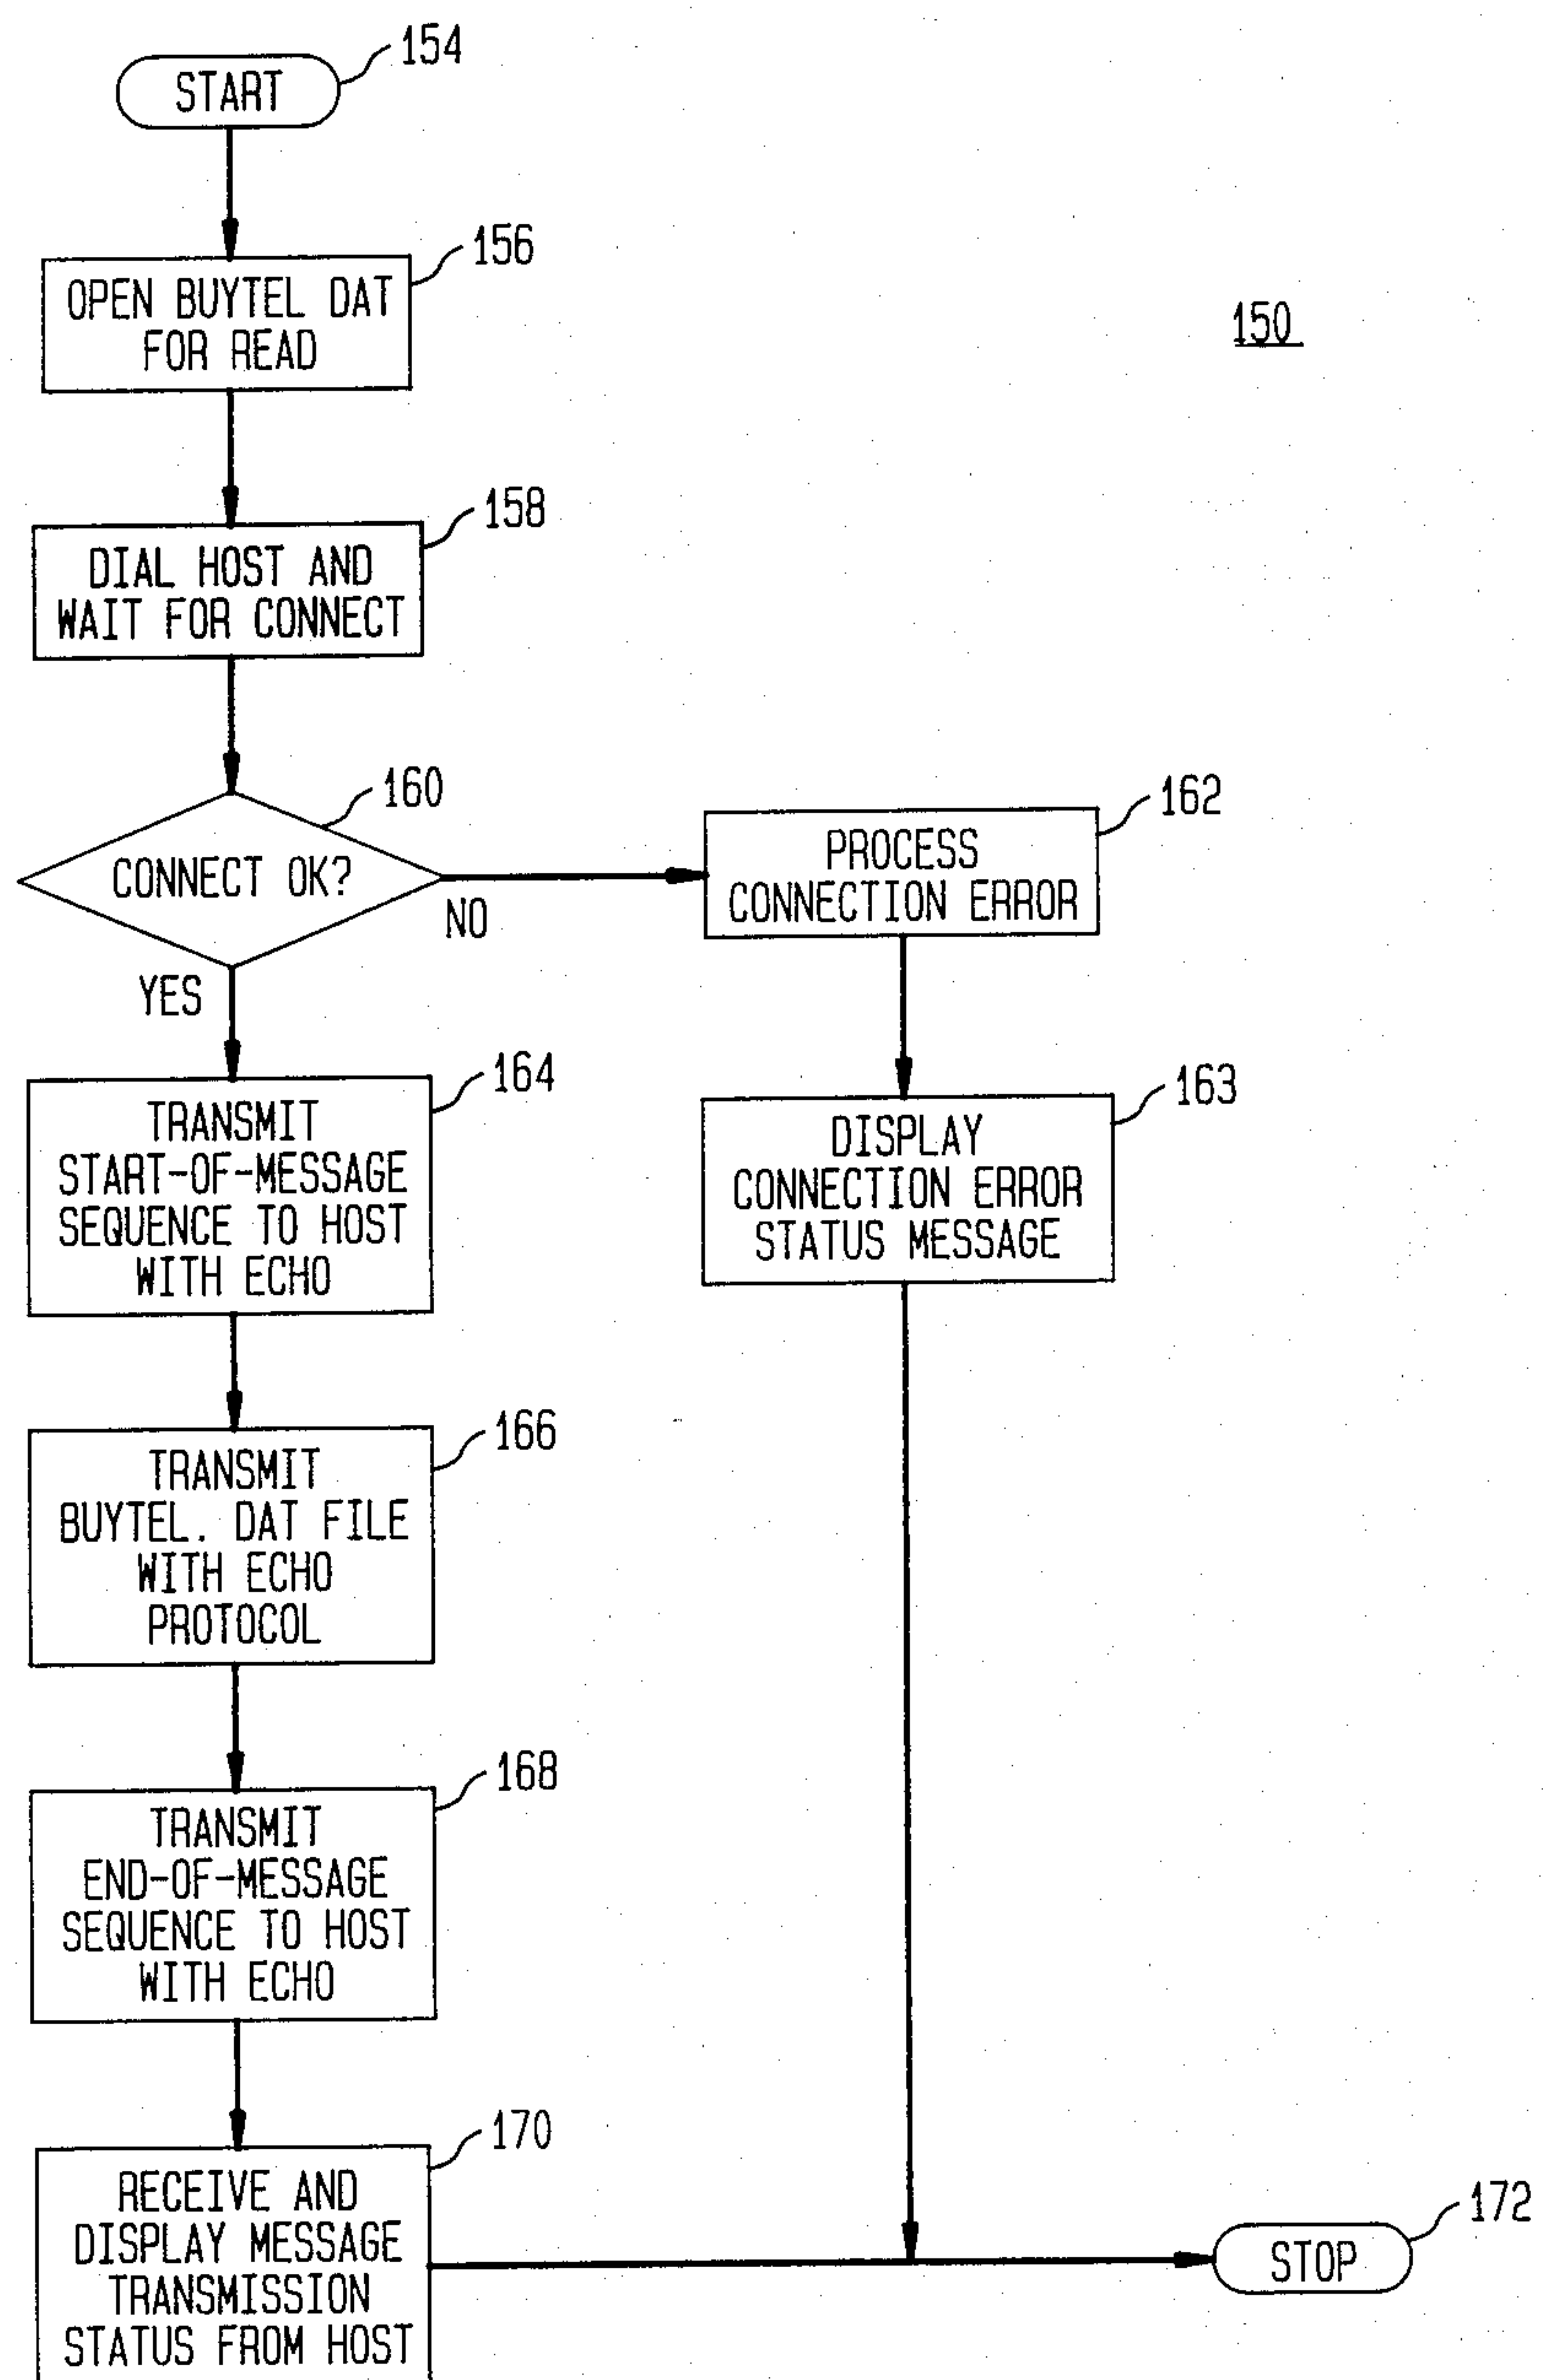 154
START
156
OPEN BUYTEL DAT
FOR READ
150
158
DIAL HOST AND
WAIT FOR CONNECT
160
CONNECT OK?
NO
YES
162
PROCESS
CONNECTION ERROR
163
DISPLAY
CONNECTION ERROR
STATUS MESSAGE
164
TRANSMIT
START-OF-MESSAGE
SEQUENCE TO HOST
WITH ECHO
166
TRANSMIT
BUYTEL. DAT FILE
WITH ECHO
PROTOCOL
168
TRANSMIT
END-OF-MESSAGE
SEQUENCE TO HOST
WITH ECHO
170
RECEIVE AND
DISPLAY MESSAGE
TRANSMISSION
STATUS FROM HOST
172
STOP